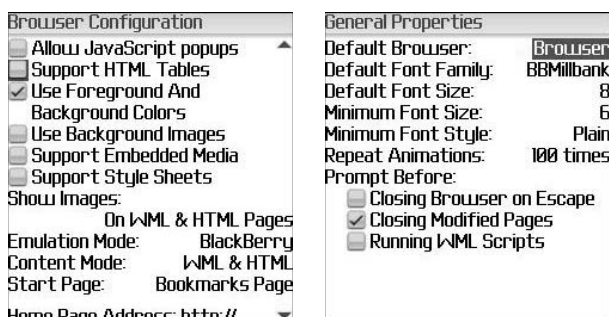 Browser Configuration
Allow JavaScript popups
Support HTML Tables
Use Foreground And
Background Colors
Use Background Images
Support Embedded Media
Support Style Sheets
Show Images:
On WML & HTML Pages
Emulation Mode: BlackBerry
Content Mode: WML & HTML
Start Page: Bookmarks Page
Home Page Address: http://
General Properties
Default Browser: Browser
Default Font Family: BBMillbank
Default Font Size: 8
Minimum Font Size: 6
Minimum Font Style: Plain
Repeat Animations: 100 times
Prompt Before:
Closing Browser on Escape
Closing Modified Pages
Running WML Scripts